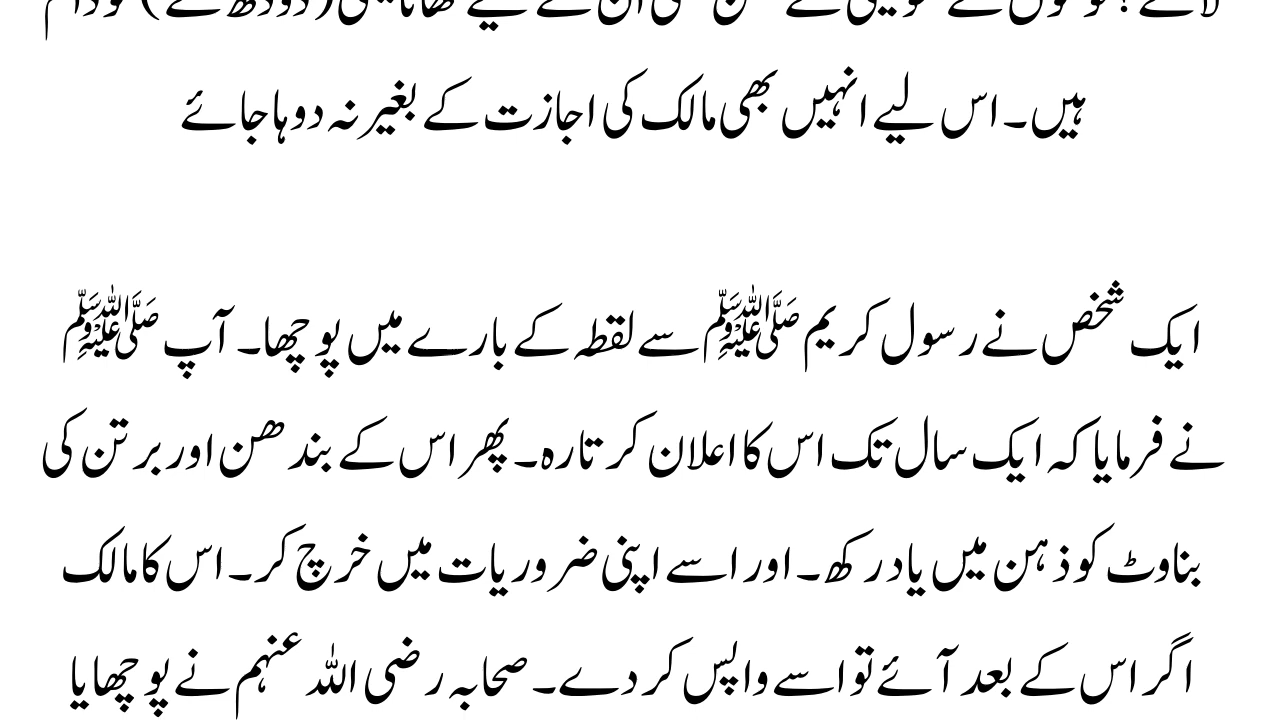 ہیں۔ اس لیے انہیں بھی مالک کی اجازت کے بغیر نہ دوہا جائے
ایک شخص نے رسول کریم ﷺ سے لقطہ کے بارے میں پوچھا۔ آپ ﷺ
نے فرمایا کہ ایک سال تک اس کا اعلان کرتا رہ۔ پھر اس کے بندھن اور برتن کی
بناوٹ کو ذہن میں یاد رکھ۔ اور اسے اپنی ضروریات میں خرچ کر۔ اس کا مالک
اگر اس کے بعد آئے تو اسے واپس کر دے۔ صحابہ رضی اللہ عنہم نے پوچھا یا